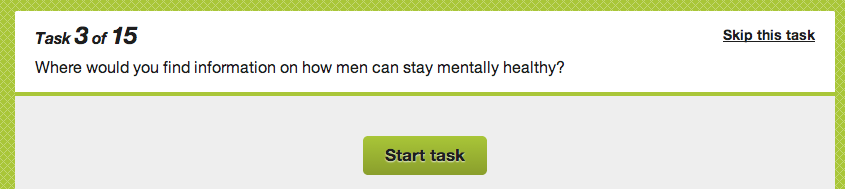 Task 3 of 15
Skip this task
Where would you find information on how men can stay mentally healthy?
Start task